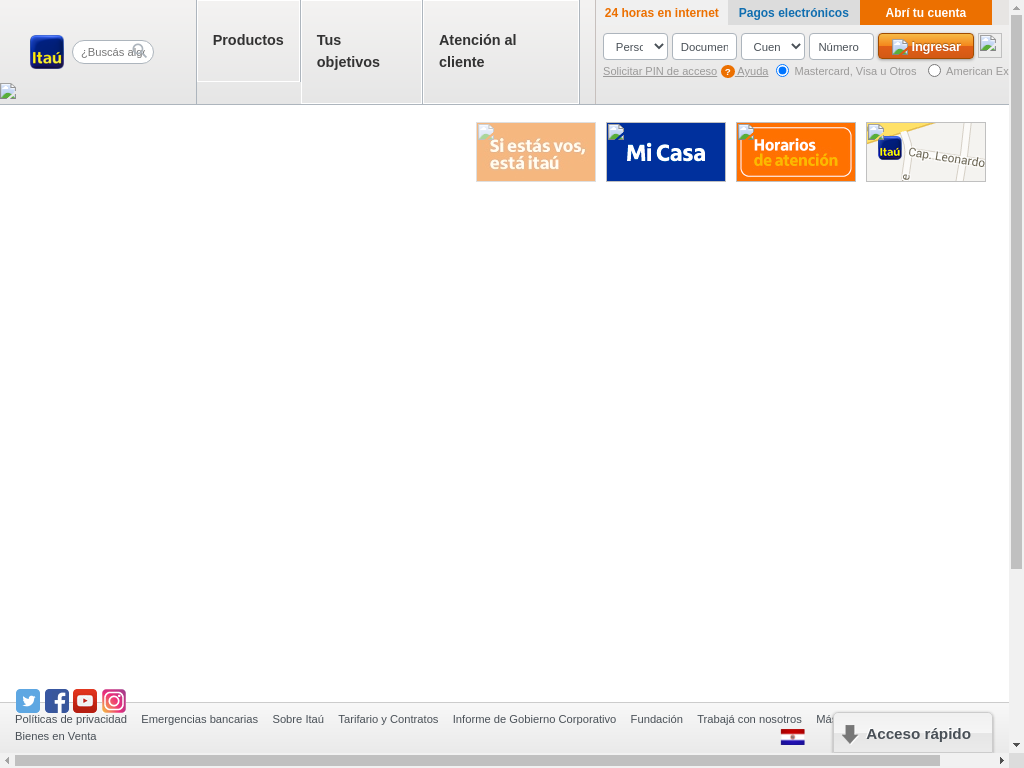 24 horas en internet
Pagos electrónicos
Abrí tu cuenta
Itaú
¿Buscás alg
Productos
Tus
objetivos
Atención al
cliente
Perso
Documen
Cuen
Número
Ingresar
Solicitar PIN de acceso
?
Ayuda
Mastercard, Visa u Otros
American Ex
Si estás vos,
está itaú
Mi Casa
Horarios
de atención
Itaú
Cap. Leonardo
e
Políticas de privacidad
Emergencias bancarias
Sobre Itaú
Tarifario y Contratos
Informe de Gobierno Corporativo
Fundación
Trabajá con nosotros
Más
Bienes en Venta
Acceso rápido